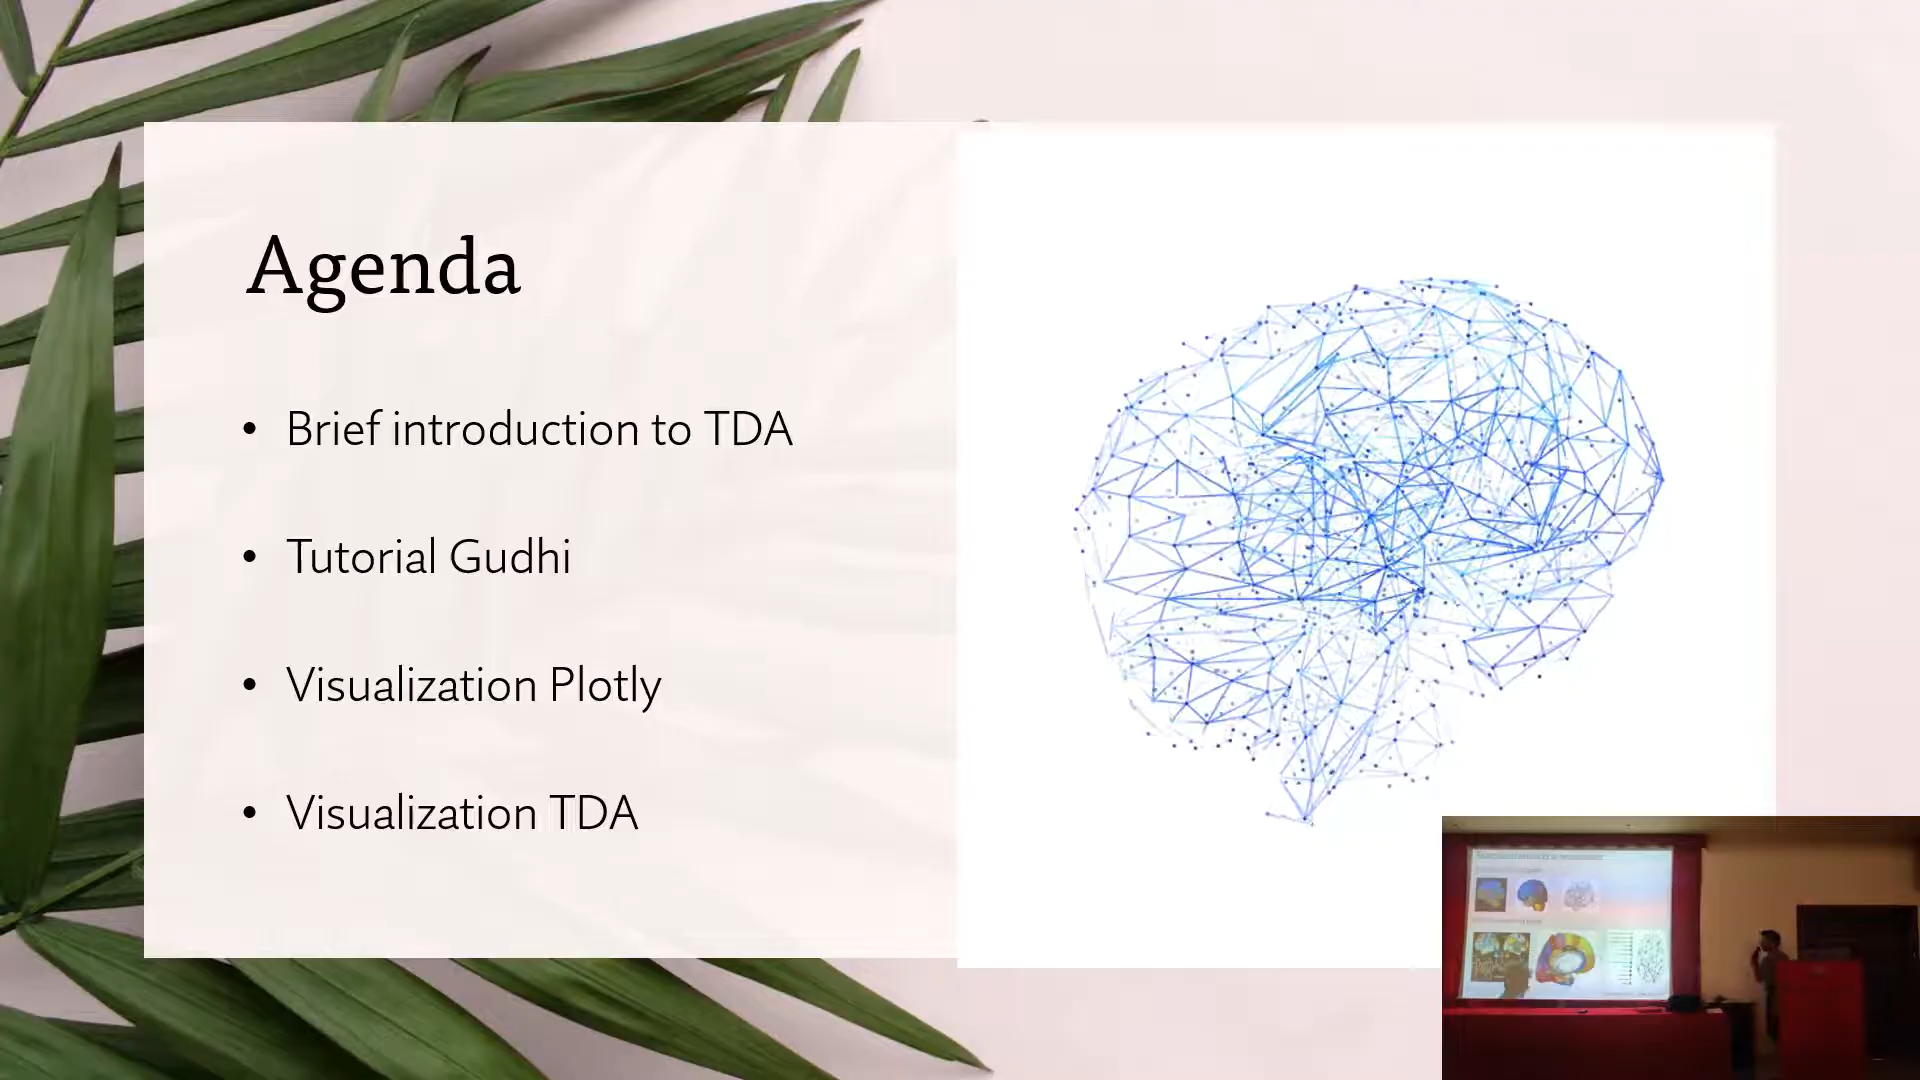 Agenda
• Brief introduction to TDA
• Tutorial Gudhi
• Visualization Plotly
• Visualization TDA